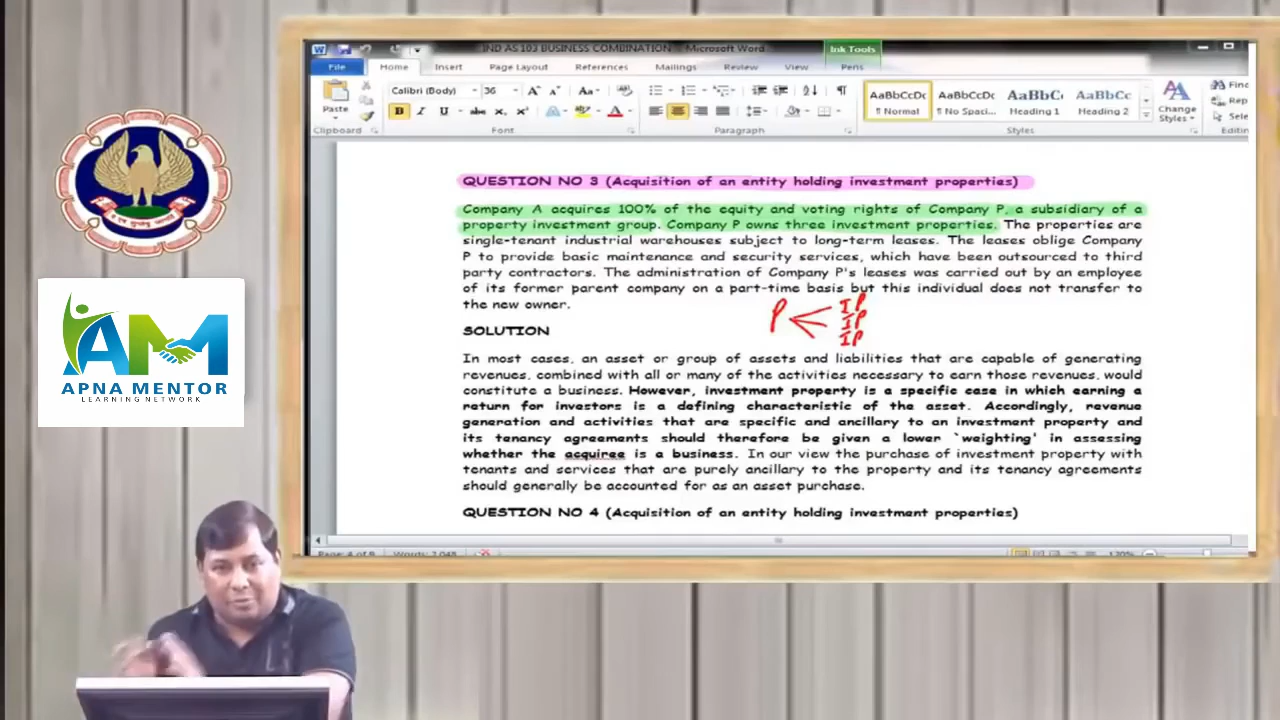 IND AS 103 BUSINESS COMBINATION - Microsoft Word
Ink Tools
File Home Insert Page Layout References Mailings Review View Pens
Paste
Calibri (Body) 36
AaBbCcDc AaBbCcDc AaBbCc AaBbCc
¶ Normal ¶ No Spaci... Heading 1 Heading 2
Change Styles
Clipboard Font Paragraph Styles
QUESTION NO 3 (Acquisition of an entity holding investment properties)
Company A acquires 100% of the equity and voting rights of Company P, a subsidiary of a
property investment group. Company P owns three investment properties. The properties are
single-tenant industrial warehouses subject to long-term leases. The leases oblige Company
P to provide basic maintenance and security services, which have been outsourced to third
party contractors. The administration of Company P's leases was carried out by an employee
of its former parent company on a part-time basis but this individual does not transfer to
the new owner.
P
IP
IP
IP
SOLUTION
In most cases, an asset or group of assets and liabilities that are capable of generating
revenues, combined with all or many of the activities necessary to earn those revenues, would
constitute a business. However, investment property is a specific case in which earning a
return for investors is a defining characteristic of the asset. Accordingly, revenue
generation and activities that are specific and ancillary to an investment property and
its tenancy agreements should therefore be given a lower `weighting' in assessing
whether the acquiree is a business. In our view the purchase of investment property with
tenants and services that are purely ancillary to the property and its tenancy agreements
should generally be accounted for as an asset purchase.
QUESTION NO 4 (Acquisition of an entity holding investment properties)
AM
APNA MENTOR
LEARNING NETWORK